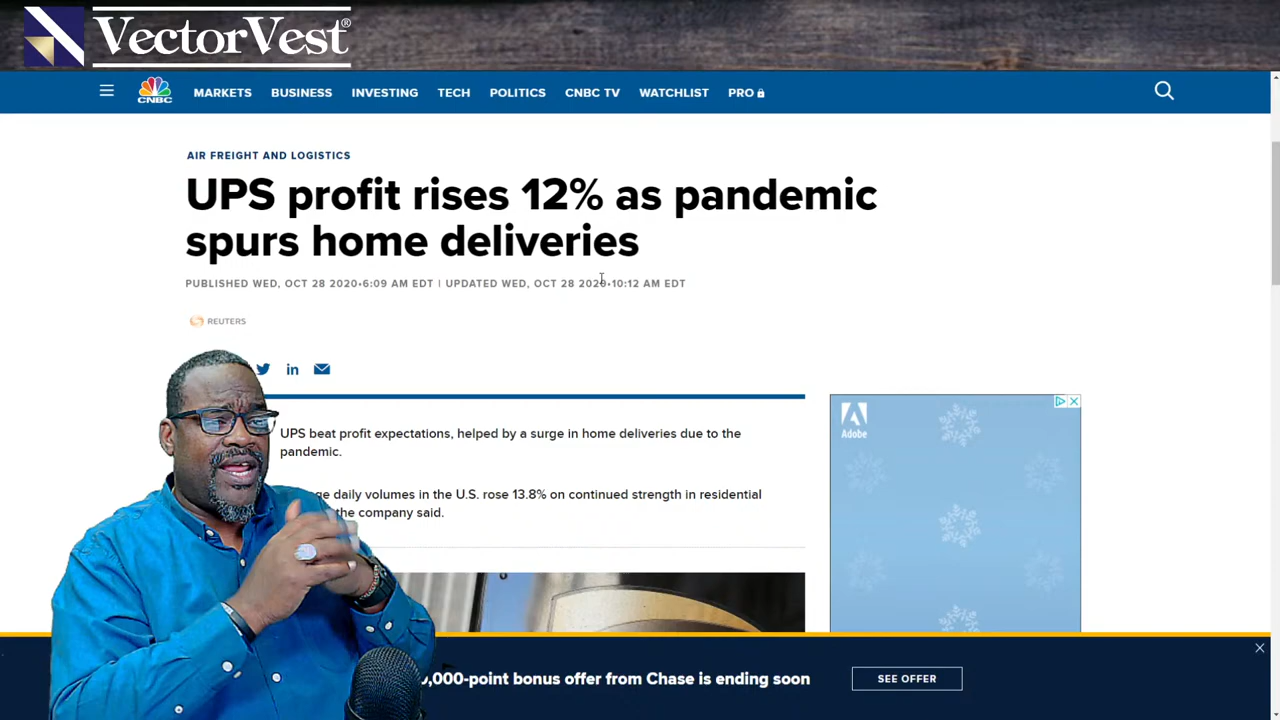 VectorVest®
CNBC
MARKETS BUSINESS INVESTING TECH POLITICS CNBC TV WATCHLIST PRO
AIR FREIGHT AND LOGISTICS
UPS profit rises 12% as pandemic
spurs home deliveries
PUBLISHED WED, OCT 28 2020•6:09 AM EDT | UPDATED WED, OCT 28 2020•10:12 AM EDT
REUTERS
in
UPS beat profit expectations, helped by a surge in home deliveries due to the
pandemic.
daily volumes in the U.S. rose 13.8% on continued strength in residential
the company said.
Adobe
,000-point bonus offer from Chase is ending soon
SEE OFFER